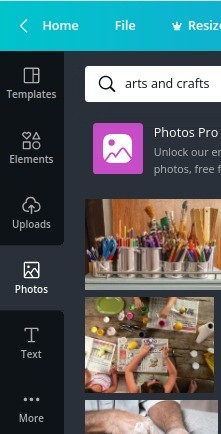 Home File Resize
Templates
arts and crafts
Elements
Photos Pro
Unlock our en
photos, free f
Uploads
Photos
Text
More